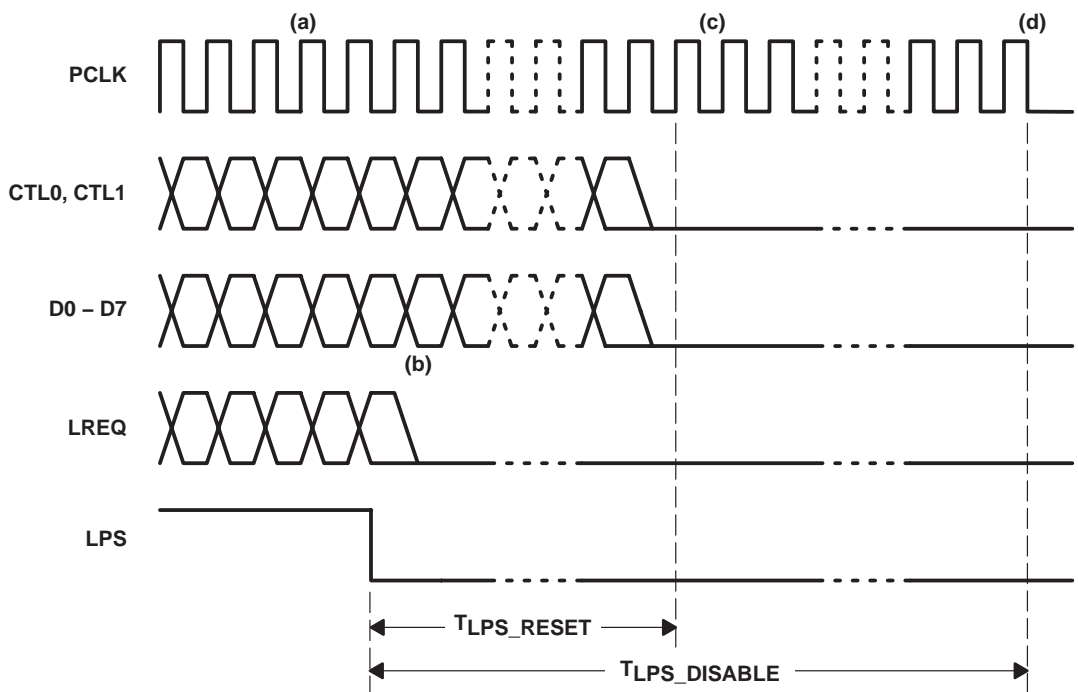 (a)
(c)
(d)
PCLK
CTL0, CTL1
D0 – D7
(b)
LREQ
LPS
TLPS_RESET
TLPS_DISABLE